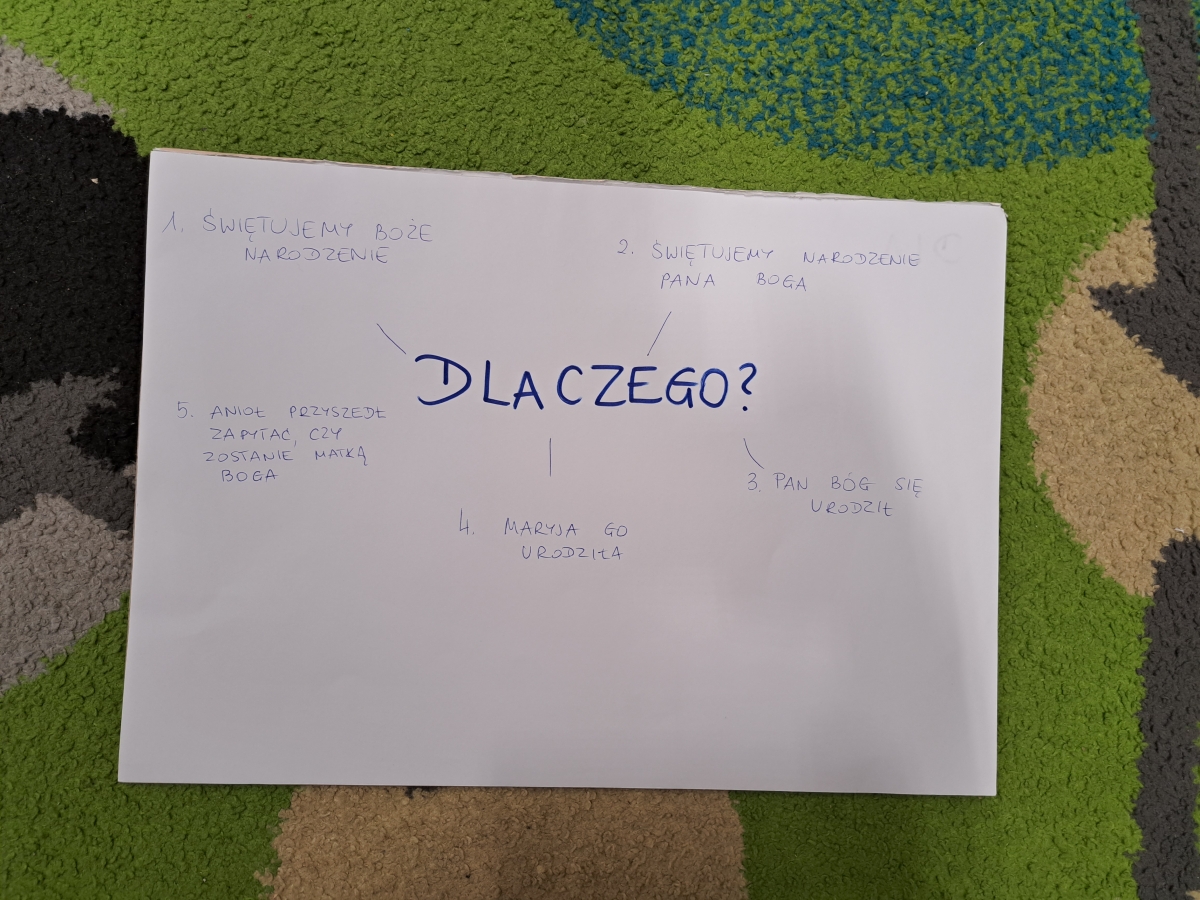 1. ŚWIĘTUJEMY BOŻE
NARODZENIE
2. ŚWIĘTUJEMY NARODZENIE
PANA BOGA
DLACZEGO?
3. PAN BÓG SIĘ
URODZIŁ
4. MARYJA GO
URODZIŁA
5. ANIOŁ PRZYSZEDŁ
ZAPYTAĆ, CZY
ZOSTANIE MATKĄ
BOGA